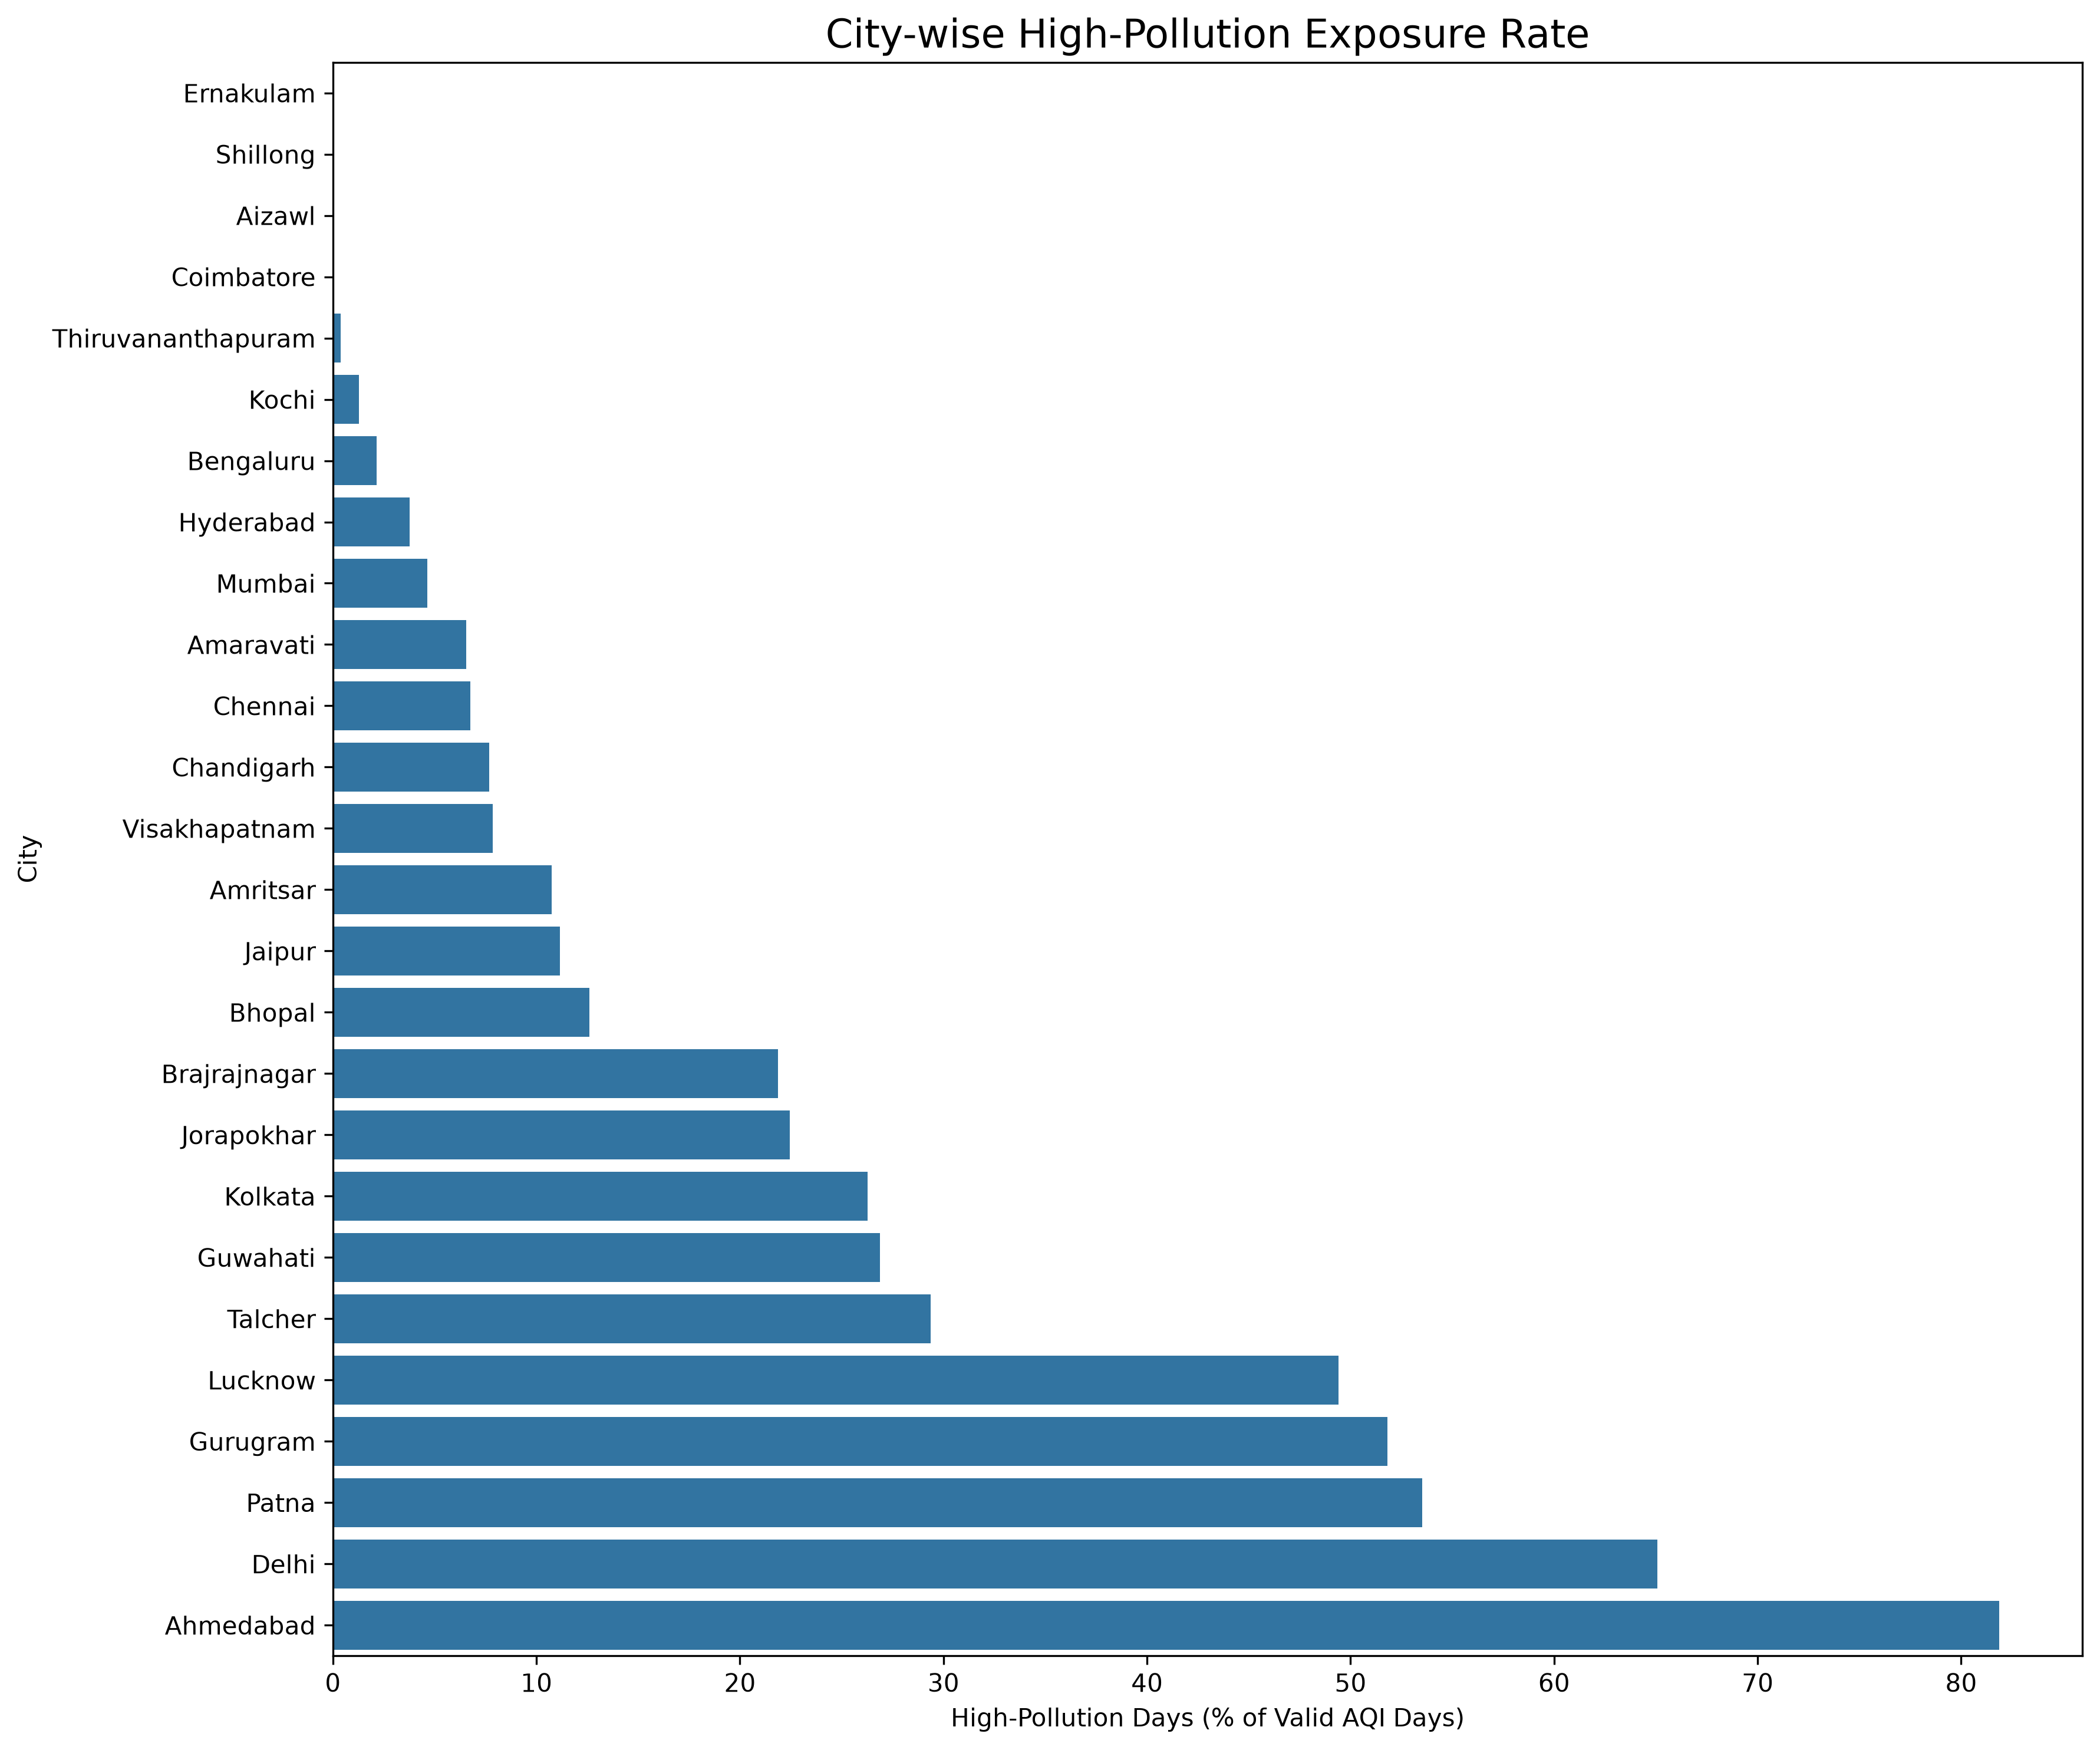 City-wise High-Pollution Exposure Rate
Ernakulam
Shillong
Aizawl
Coimbatore
Thiruvananthapuram
Kochi
Bengaluru
Hyderabad
Mumbai
Amaravati
Chennai
Chandigarh
Visakhapatnam
Amritsar
Jaipur
Bhopal
Brajrajnagar
Jorapokhar
Kolkata
Guwahati
Talcher
Lucknow
Gurugram
Patna
Delhi
Ahmedabad
City
0 10 20 30 40 50 60 70 80
High-Pollution Days (% of Valid AQI Days)